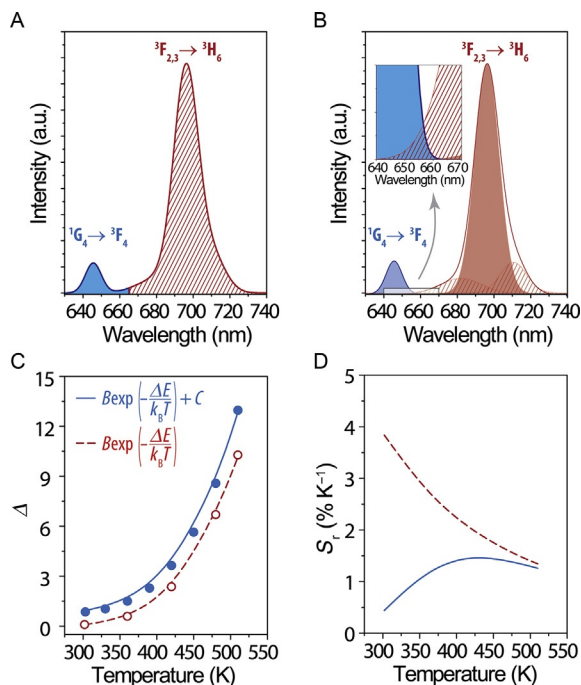 A
³F₂,₃→ ³H₆
¹G₄→ ³F₄
Intensity (a.u.)
630 660 680 700 720 740
Wavelength (nm)
B
³F₂,₃→ ³H₆
Intensity (a.u.)
640 650 660 670
Wavelength (nm)
¹G₄→ ³F₄
Intensity (a.u.)
640 660 680 700 720 740
Wavelength (nm)
C
15
12
9
6
3
0
Δ
Bexp (-ΔE/k_BT) + C
Bexp (-ΔE/k_BT)
300 350 400 450 500 550
Temperature (K)
D
5
4
3
2
1
0
Sᵣ (% K⁻¹)
300 350 400 450 500 550
Temperature (K)